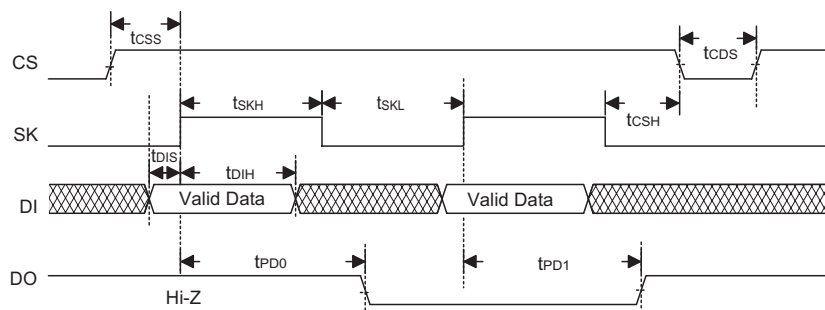 tCSS
CS
tCDS
tSKH
tSKL
tCSH
SK
tDIS
tDIH
DI
Valid Data
Valid Data
tPD0
tPD1
DO
Hi-Z